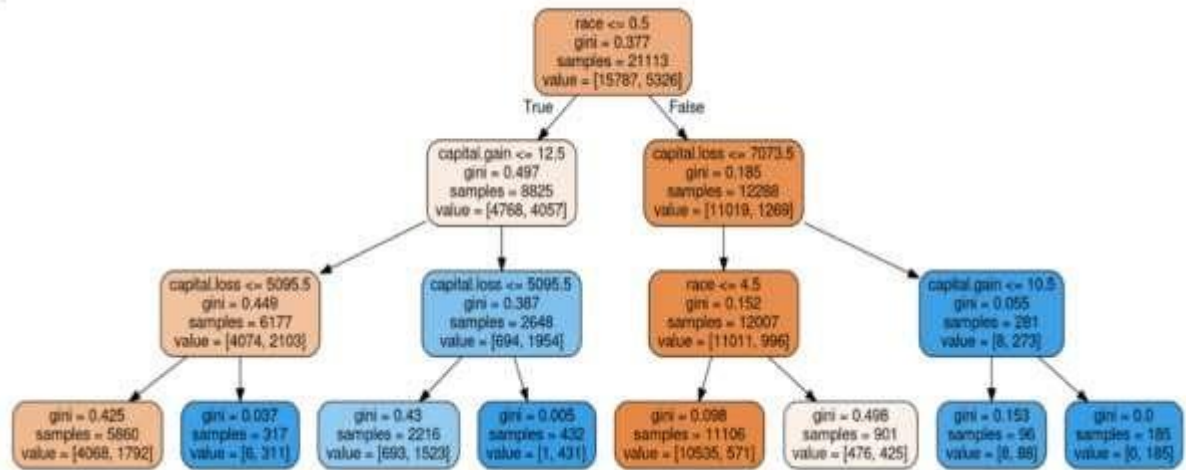 race <= 0.5
gini = 0.377
samples = 21113
value = [15787, 5326]
True
False
capital.gain <= 12.5
gini = 0.497
samples = 8825
value = [4768, 4057]
capital.loss <= 7073.5
gini = 0.185
samples = 12288
value = [11019, 1269]
capital.loss <= 5095.5
gini = 0.449
samples = 6177
value = [4074, 2103]
capital.loss <= 5095.5
gini = 0.387
samples = 2648
value = [694, 1954]
race <= 4.5
gini = 0.152
samples = 12007
value = [11011, 996]
capital.gain <= 10.5
gini = 0.055
samples = 281
value = [8, 273]
gini = 0.425
samples = 5860
value = [4068, 1792]
gini = 0.037
samples = 317
value = [6, 311]
gini = 0.43
samples = 2216
value = [693, 1523]
gini = 0.005
samples = 432
value = [1, 431]
gini = 0.098
samples = 11106
value = [10535, 571]
gini = 0.498
samples = 901
value = [476, 425]
gini = 0.153
samples = 96
value = [8, 88]
gini = 0.0
samples = 185
value = [0, 185]